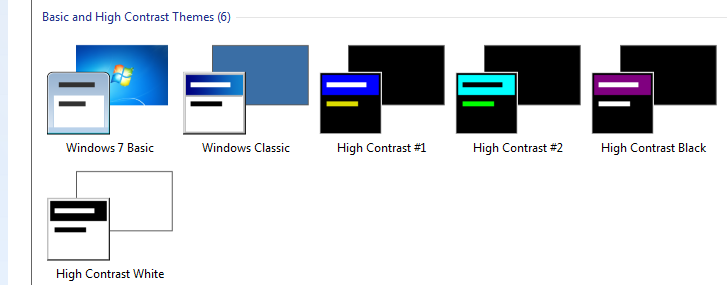 Basic and High Contrast Themes (6)
Windows 7 Basic
Windows Classic
High Contrast #1
High Contrast #2
High Contrast Black
High Contrast White